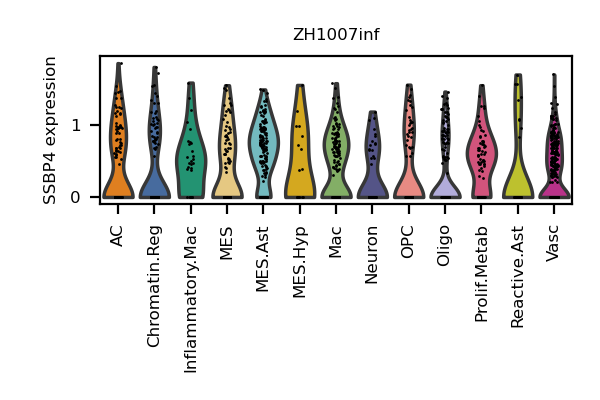 ZH1007inf
SSBP4 expression
1
0
AC
Chromatin.Reg
Inflammatory.Mac
MES
MES.Ast
MES.Hyp
Mac
Neuron
OPC
Oligo
Prolif.Metab
Reactive.Ast
Vasc